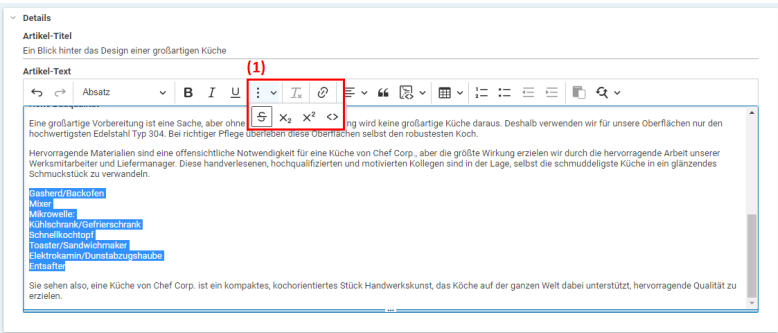 Details
Artikel-Titel
Ein Blick hinter das Design einer großartigen Küche
Artikel-Text
(1)
Absatz
B I U
S X₂ X² <>
Eine großartige Vorbereitung ist eine Sache, aber ohne ng wird keine großartige Küche daraus. Deshalb verwenden wir für unsere Oberflächen nur den
hochwertigsten Edelstahl Typ 304. Bei richtiger Pflege überleben diese Oberflächen selbst den robustesten Koch.
Hervorragende Materialien sind eine offensichtliche Notwendigkeit für eine Küche von Chef Corp., aber die größte Wirkung erzielen wir durch die hervorragende Arbeit unserer
Werksmitarbeiter und Liefermanager. Diese handverlesenen, hochqualifizierten und motivierten Kollegen sind in der Lage, selbst die schmuddeligste Küche in ein glänzendes
Schmuckstück zu verwandeln.
Gasherd/Backofen
Mixer
Mikrowelle:
Kühlschrank/Gefrierschrank
Schnellkochtopf
Toaster/Sandwichmaker
Elektrokamin/Dunstabzugshaube
Entsafter
Sie sehen also, eine Küche von Chef Corp. ist ein kompaktes, kochorientiertes Stück Handwerkskunst, das Köche auf der ganzen Welt dabei unterstützt, hervorragende Qualität zu
erzielen.